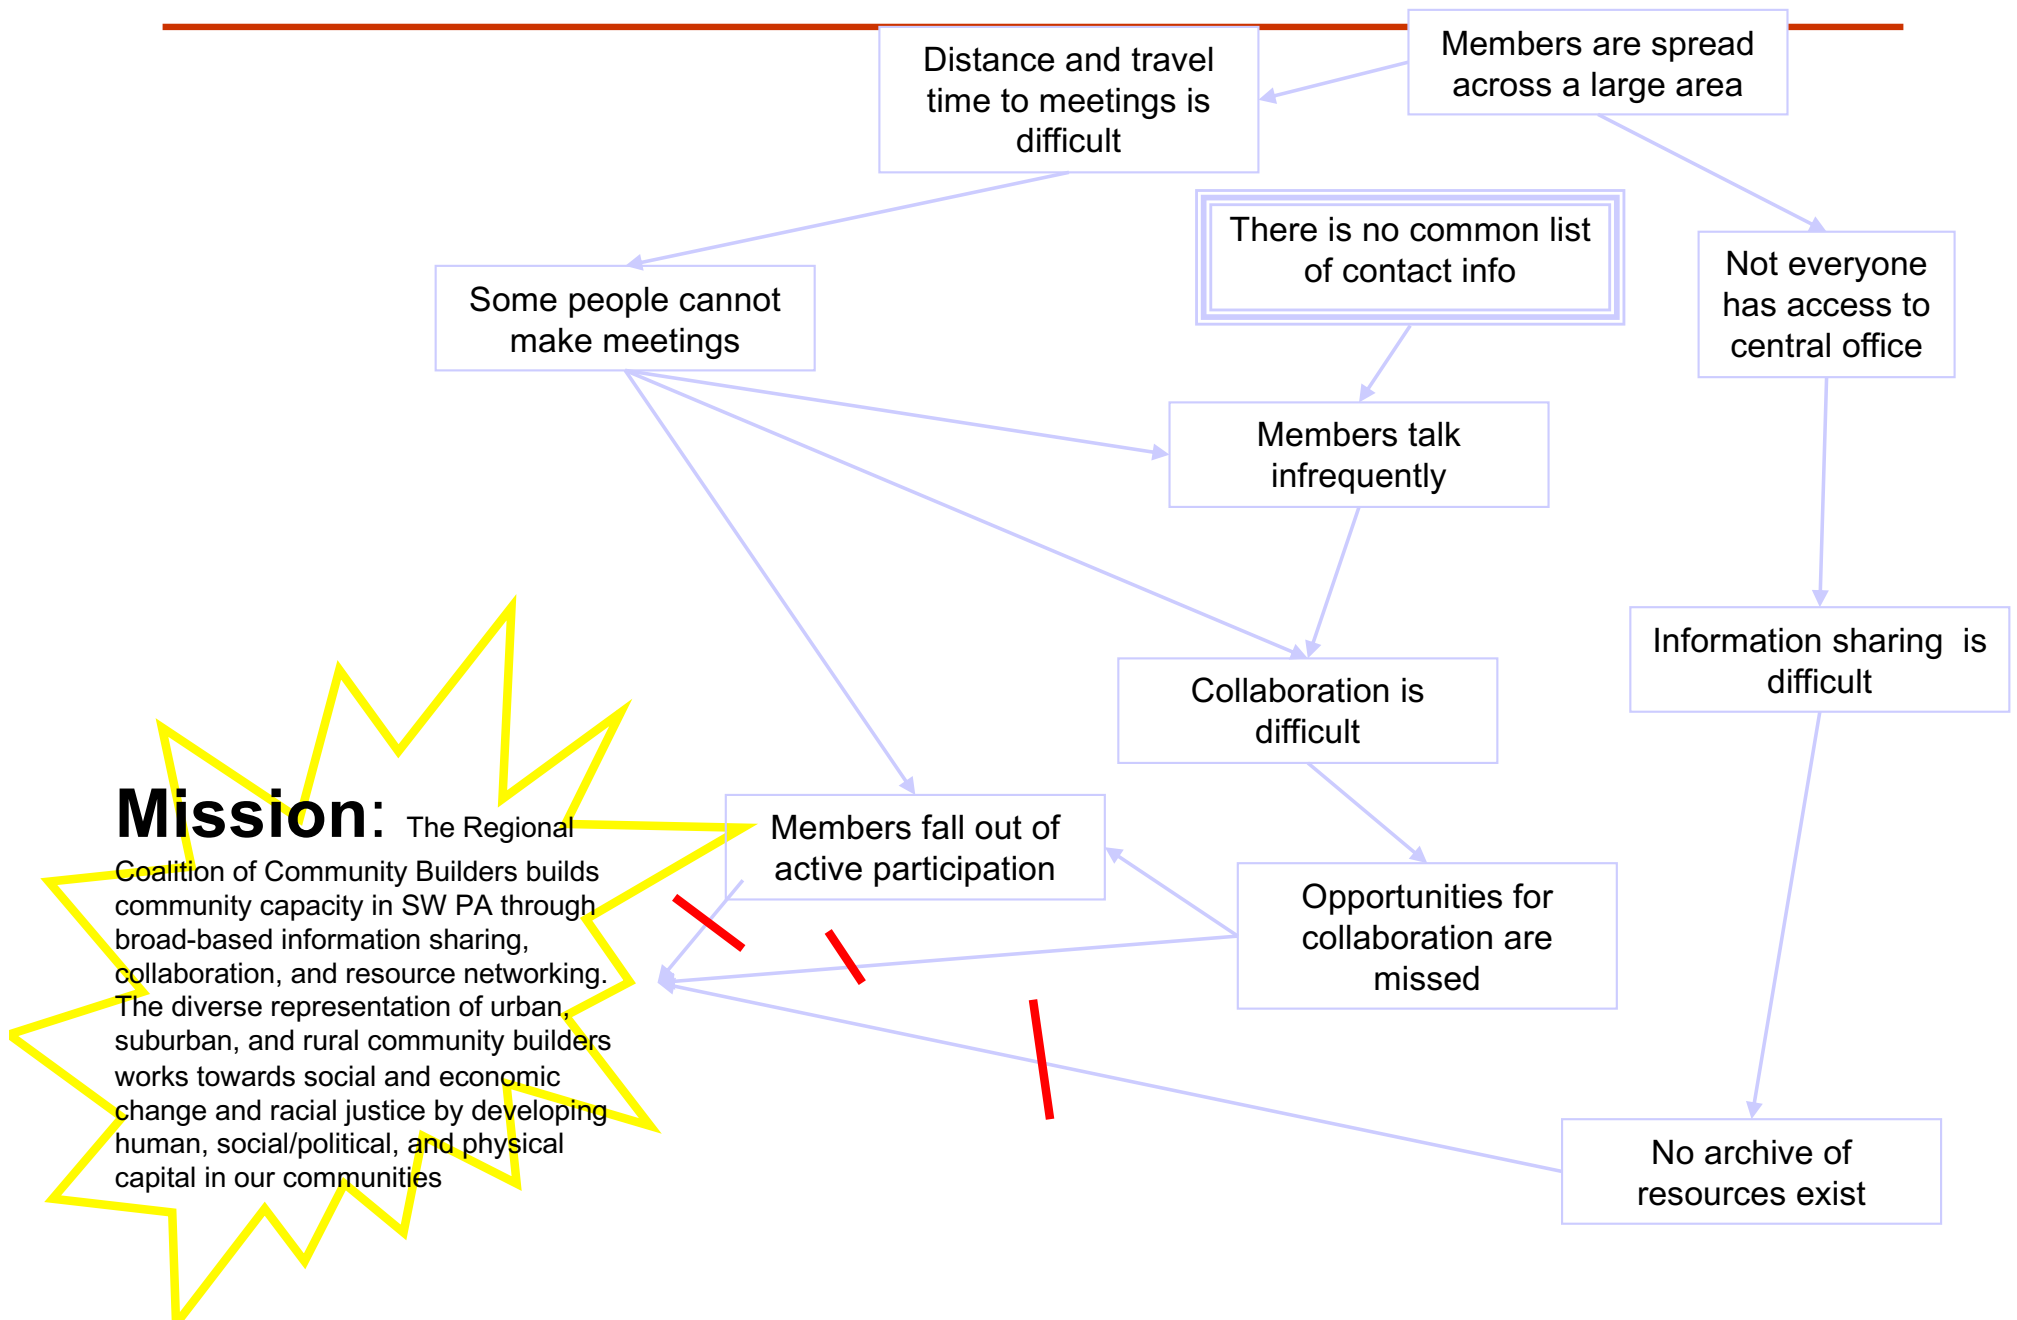 Members are spread
across a large area
Distance and travel
time to meetings is
difficult
There is no common list
of contact info
Not everyone
has access to
central office
Some people cannot
make meetings
Members talk
infrequently
Information sharing  is
difficult
Collaboration is
difficult
Members fall out of
active participation
Opportunities for
collaboration are
missed
No archive of
resources exist
Mission: The Regional
Coalition of Community Builders builds
community capacity in SW PA through
broad-based information sharing,
collaboration, and resource networking.
The diverse representation of urban,
suburban, and rural community builders
works towards social and economic
change and racial justice by developing
human, social/political, and physical
capital in our communities